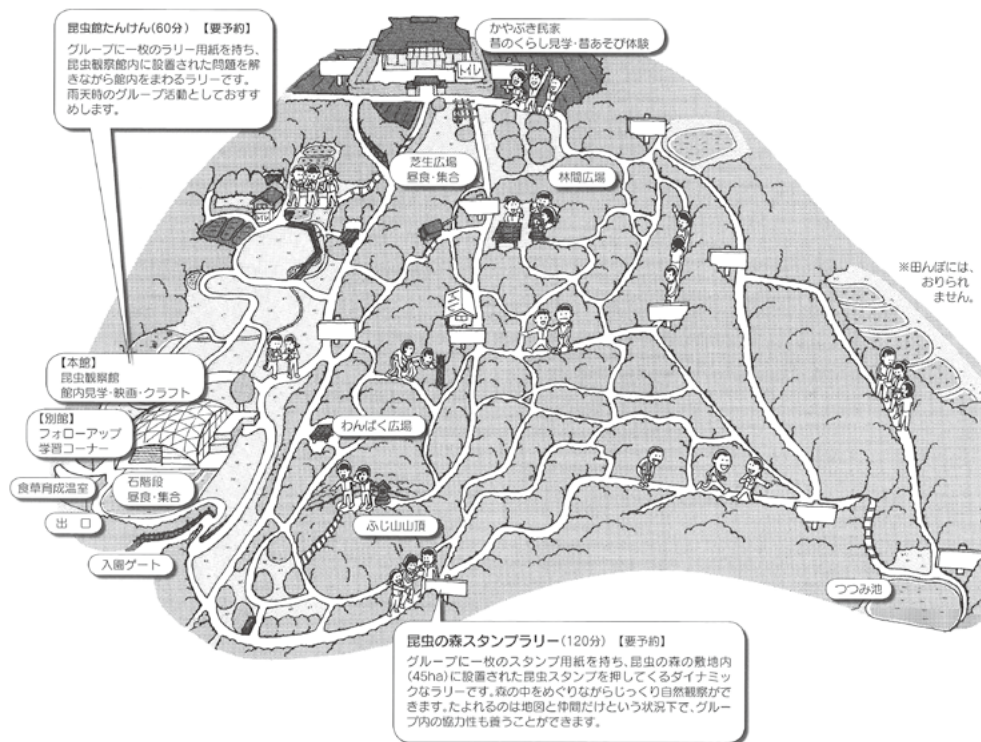 昆虫館たんけん(60分) 【要予約】
グループに一枚のラリー用紙を持ち、
昆虫観察館内に設置された問題を解
きながら館内をまわるラリーです。
雨天時のグループ活動としておすす
めします。
かやぶき民家
昔のくらし見学・昔あそび体験
トイレ
芝生広場
昼食・集合
林間広場
トイレ
※田んぼには、
おりられ
ません。
【本館】
昆虫観察館
館内見学・映画・クラフト
【別館】
フォローアップ
学習コーナー
わんぱく広場
食草育成温室
石階段
昼食・集合
出 口
ふじ山山頂
入園ゲート
つつみ池
昆虫の森スタンプラリー(120分) 【要予約】
グループに一枚のスタンプ用紙を持ち、昆虫の森の敷地内
(45ha)に設置された昆虫スタンプを押してくるダイナミッ
クなラリーです。森の中をめぐりながらじっくり自然観察がで
きます。たよれるのは地図と仲間だけという状況下で、グルー
プ内の協力性も養うことができます。